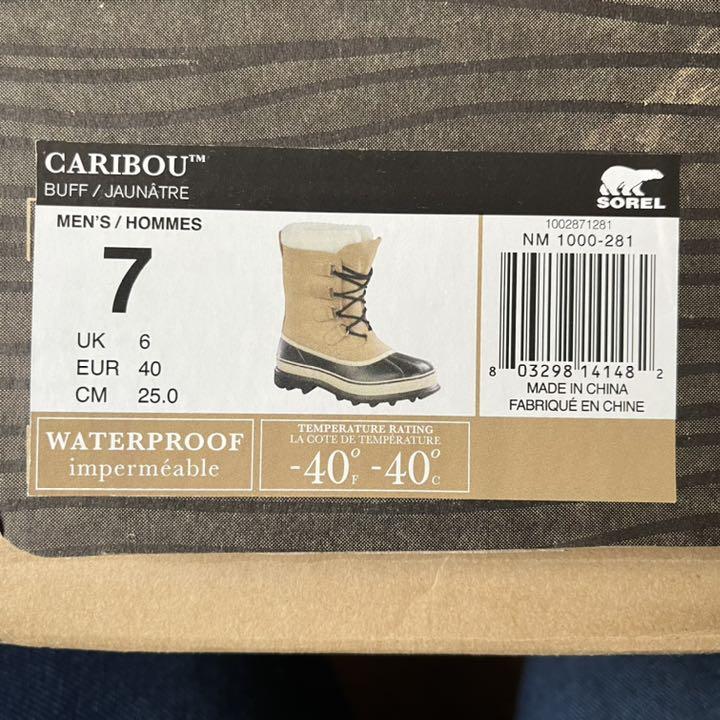 CARIBOU™
BUFF / JAUNÂTRE
SOREL
MEN'S / HOMMES
7
UK 6
EUR 40
CM 25.0
1002871281
NM 1000-281
8 03298 14148 2
MADE IN CHINA
FABRIQUÉ EN CHINE
WATERPROOF
imperméable
TEMPERATURE RATING
LA COTE DE TEMPÉRATURE
-40°F -40°C